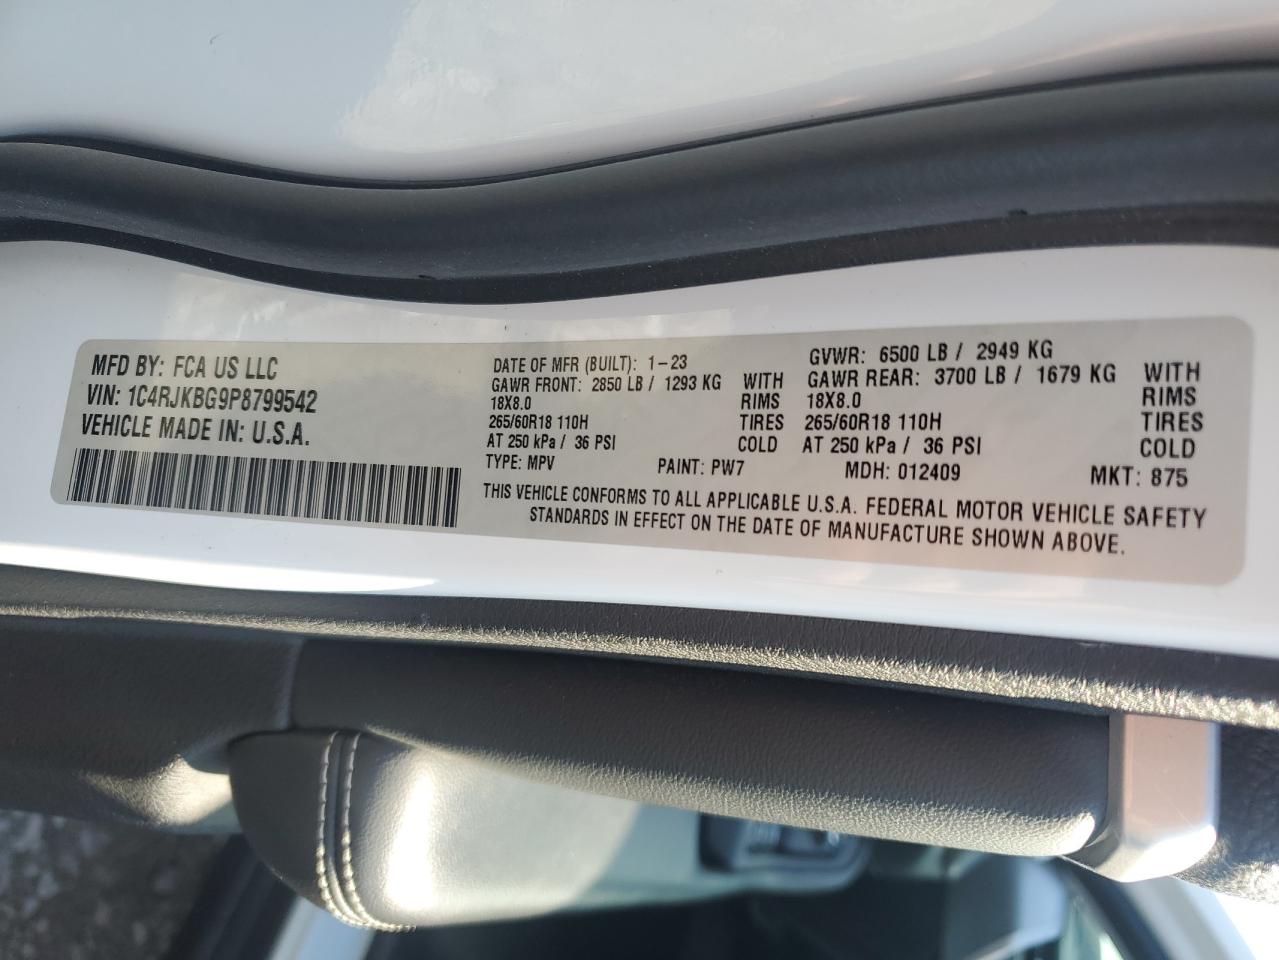 MFD BY: FCA US LLC
VIN: 1C4RJKBG9P8799542
VEHICLE MADE IN: U.S.A.
DATE OF MFR (BUILT): 1-23
GAWR FRONT: 2850 LB / 1293 KG WITH
18X8.0 RIMS
265/60R18 110H TIRES
AT 250 kPa / 36 PSI COLD
GVWR: 6500 LB / 2949 KG
GAWR REAR: 3700 LB / 1679 KG WITH
18X8.0 RIMS
265/60R18 110H TIRES
AT 250 kPa / 36 PSI COLD
TYPE: MPV PAINT: PW7 MDH: 012409 MKT: 875
THIS VEHICLE CONFORMS TO ALL APPLICABLE U.S.A. FEDERAL MOTOR VEHICLE SAFETY
STANDARDS IN EFFECT ON THE DATE OF MANUFACTURE SHOWN ABOVE.